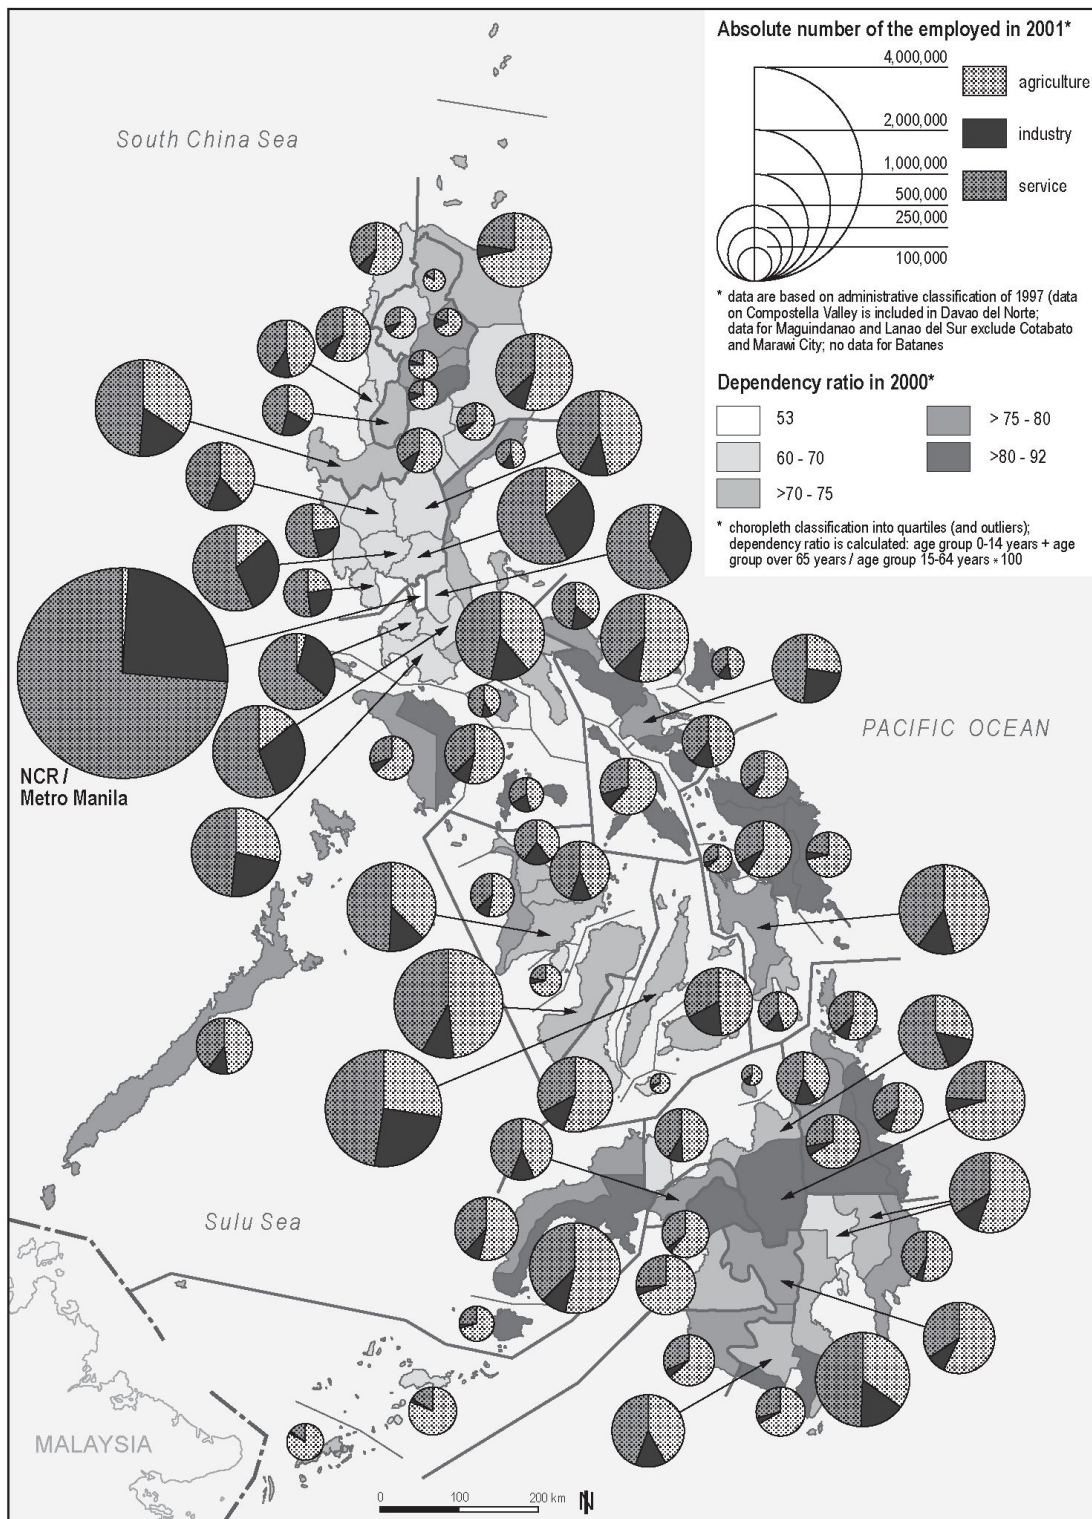 Absolute number of the employed in 2001*
4,000,000
2,000,000
1,000,000
500,000
250,000
100,000
agriculture
industry
service
* data are based on administrative classification of 1997 (data
on Compostella Valley is included in Davao del Norte;
data for Maguindanao and Lanao del Sur exclude Cotabato
and Marawi City; no data for Batanes
Dependency ratio in 2000*
53
60 - 70
>70 - 75
> 75 - 80
>80 - 92
* choropleth classification into quartiles (and outliers);
dependency ratio is calculated: age group 0-14 years + age
group over 65 years / age group 15-64 years * 100
South China Sea
PACIFIC OCEAN
NCR /
Metro Manila
Sulu Sea
MALAYSIA
0 100 200 km
N